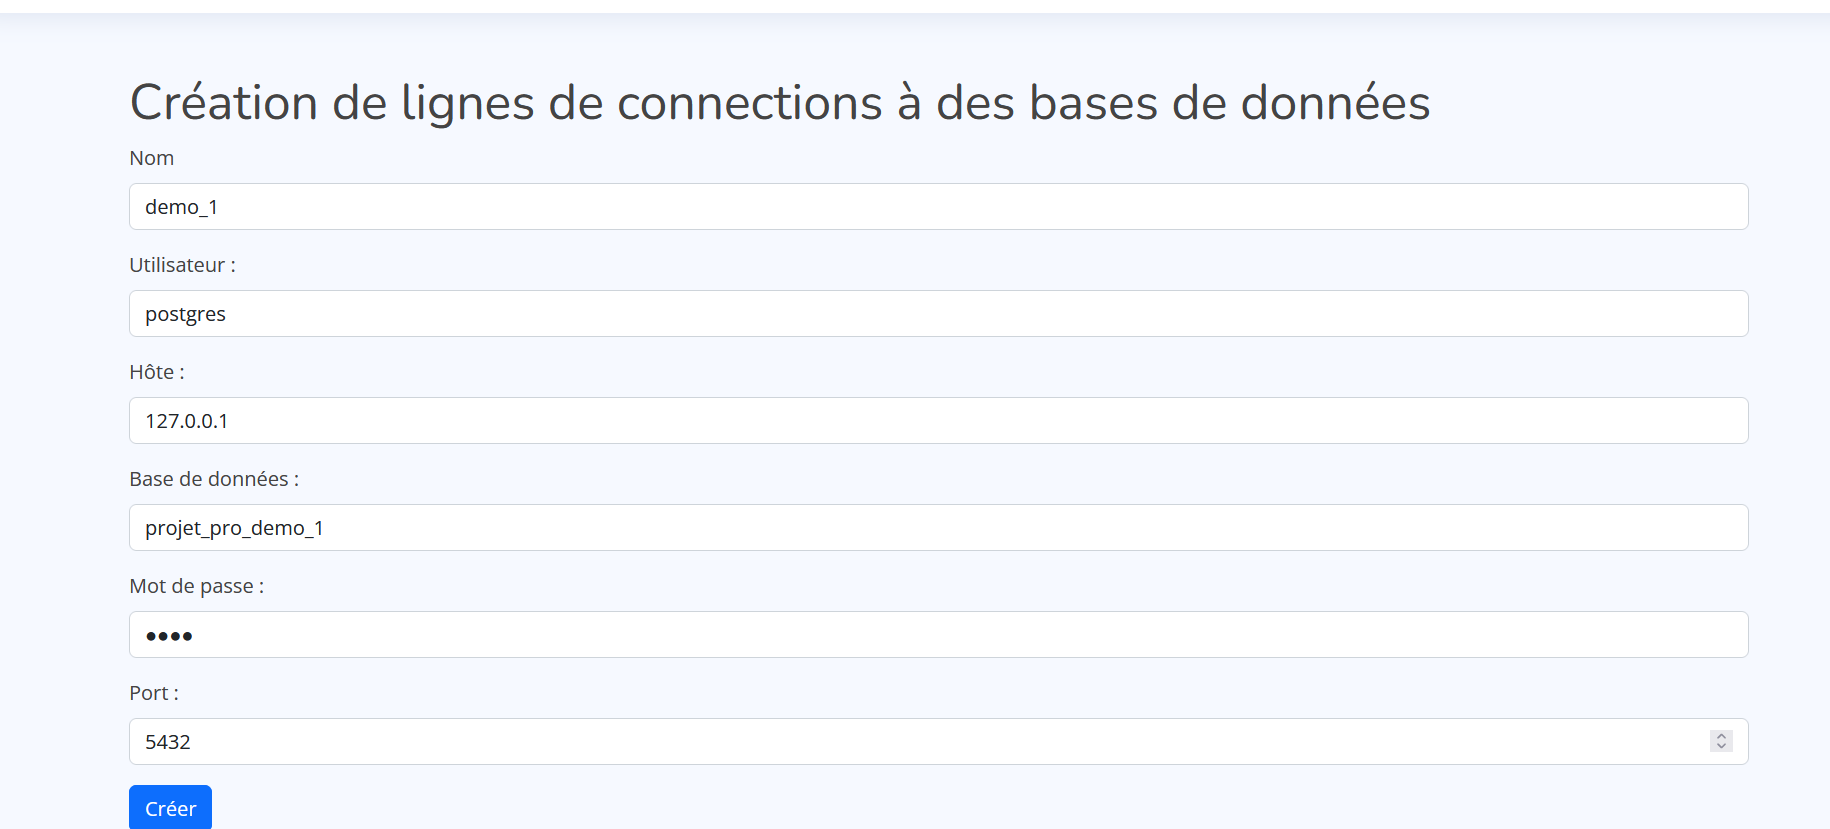 Création de lignes de connections à des bases de données
Nom
demo_1
Utilisateur :
postgres
Hôte :
127.0.0.1
Base de données :
projet_pro_demo_1
Mot de passe :
••••
Port :
5432
Créer